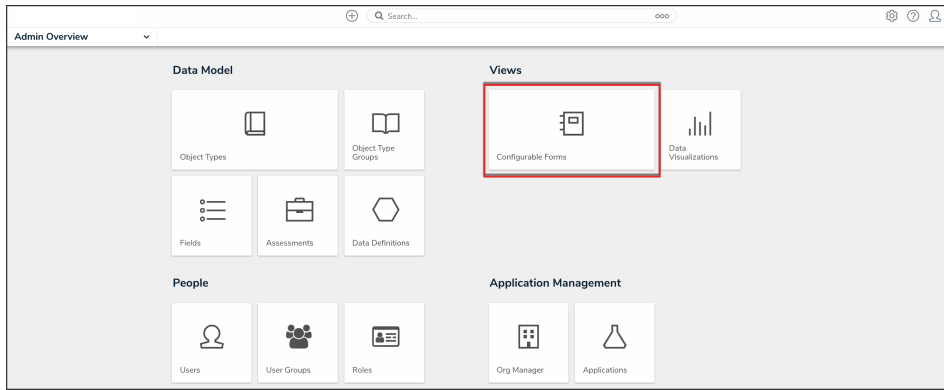 Search...
Admin Overview
Data Model
Object Types
Object Type
Groups
Fields
Assessments
Data Definitions
Views
Configurable Forms
Data
Visualizations
People
Users
User Groups
Roles
Application Management
Org Manager
Applications